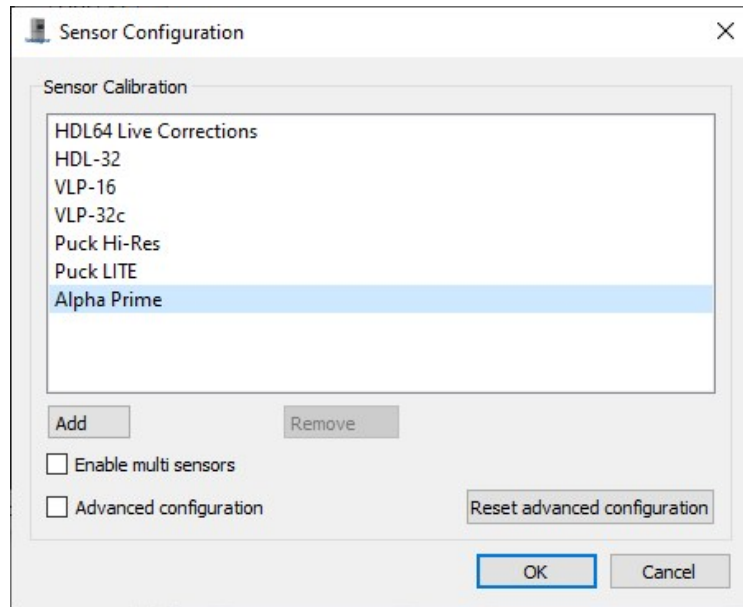 Sensor Configuration
Sensor Calibration
HDL64 Live Corrections
HDL-32
VLP-16
VLP-32c
Puck Hi-Res
Puck LITE
Alpha Prime
Add Remove
Enable multi sensors
Advanced configuration Reset advanced configuration
OK Cancel